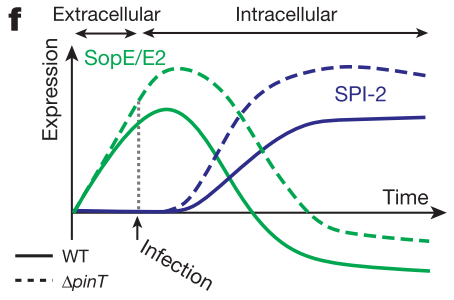 f
Extracellular
Intracellular
SopE/E2
SPI-2
Expression
Time
Infection
WT
ΔpinT